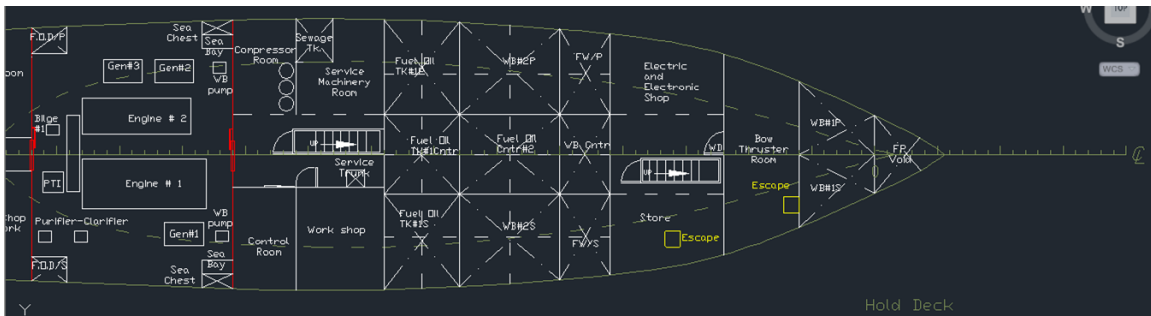 W
TOP
S
WCS
F.O.D/P
Sea
Chest
Sea
Bay
Gen#3
Gen#2
WB
pump
Compressor
Room
Sewage
Tk.
Service
Machinery
Room
Fuel Oil
TK#1P
WB#2P
FW/P
Electric
and
Electronic
Shop
Bilge
#1
Engine # 2
UP
Fuel Oil
TK#1Cntr
Fuel Oil
Cntr#2
WB Cntr
WD
Bow
Thruster
Room
WB#1P
FP
Void
PTI
Engine # 1
Service
Trunk
UP
Escape
WB#1S
Purifier-Clarifier
WB
pump
Gen#1
Control
Room
Work shop
Fuel Oil
TK#1S
WB#2S
FW/S
Store
Escape
F.O.D/S
Sea
Bay
Sea
Chest
Y
Hold Deck